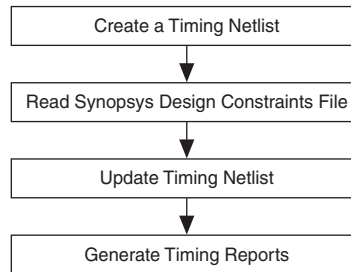 Create a Timing Netlist
Read Synopsys Design Constraints File
Update Timing Netlist
Generate Timing Reports